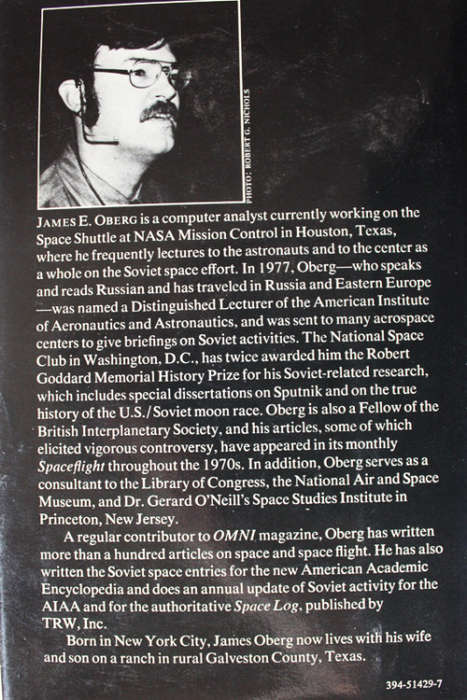 PHOTO: ROBERT G. NICHOLS
JAMES E. OBERG is a computer analyst currently working on the
Space Shuttle at NASA Mission Control in Houston, Texas,
where he frequently lectures to the astronauts and to the center as
a whole on the Soviet space effort. In 1977, Oberg—who speaks
and reads Russian and has traveled in Russia and Eastern Europe
—was named a Distinguished Lecturer of the American Institute
of Aeronautics and Astronautics, and was sent to many aerospace
centers to give briefings on Soviet activities. The National Space
Club in Washington, D.C., has twice awarded him the Robert
Goddard Memorial History Prize for his Soviet-related research,
which includes special dissertations on Sputnik and on the true
history of the U.S./Soviet moon race. Oberg is also a Fellow of the
British Interplanetary Society, and his articles, some of which
elicited vigorous controversy, have appeared in its monthly
Spaceflight throughout the 1970s. In addition, Oberg serves as a
consultant to the Library of Congress, the National Air and Space
Museum, and Dr. Gerard O'Neill's Space Studies Institute in
Princeton, New Jersey.
A regular contributor to OMNI magazine, Oberg has written
more than a hundred articles on space and space flight. He has also
written the Soviet space entries for the new American Academic
Encyclopedia and does an annual update of Soviet activity for the
AIAA and for the authoritative Space Log, published by
TRW, Inc.
Born in New York City, James Oberg now lives with his wife
and son on a ranch in rural Galveston County, Texas.
394-51429-7